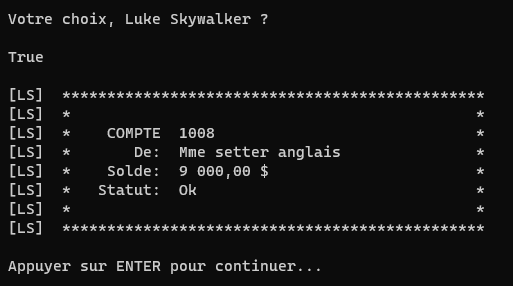 Votre choix, Luke Skywalker ?
True
[LS]  ***********************************************
[LS]  *                                             *
[LS]  *    COMPTE  1008                             *
[LS]  *       De:  Mme setter anglais               *
[LS]  *    Solde:  9 000,00 $                       *
[LS]  *   Statut:  Ok                               *
[LS]  *                                             *
[LS]  ***********************************************
Appuyer sur ENTER pour continuer...